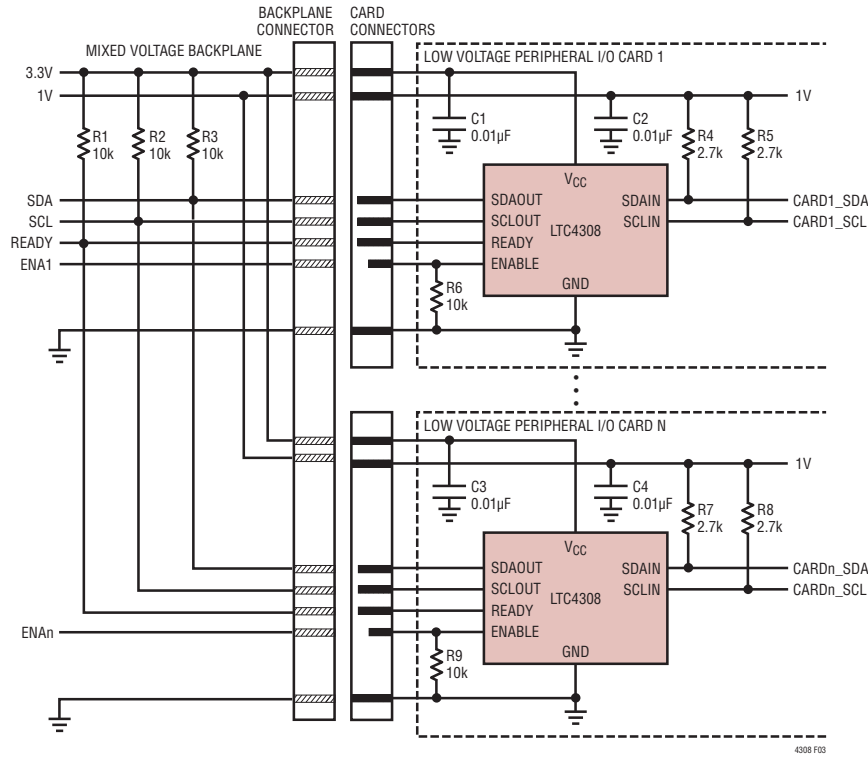 BACKPLANE
CONNECTOR
CARD
CONNECTORS
MIXED VOLTAGE BACKPLANE
3.3V
1V
R1
10k
R2
10k
R3
10k
SDA
SCL
READY
ENA1
LOW VOLTAGE PERIPHERAL I/O CARD 1
1V
C1
0.01µF
C2
0.01µF
R4
2.7k
R5
2.7k
VCC
SDAOUT
SDAIN
CARD1_SDA
SCLOUT
SCLIN
CARD1_SCL
LTC4308
READY
ENABLE
GND
R6
10k
LOW VOLTAGE PERIPHERAL I/O CARD N
1V
C3
0.01µF
C4
0.01µF
R7
2.7k
R8
2.7k
VCC
SDAOUT
SDAIN
CARDn_SDA
SCLOUT
SCLIN
CARDn_SCL
LTC4308
READY
ENABLE
ENAn
GND
R9
10k
4308 F03